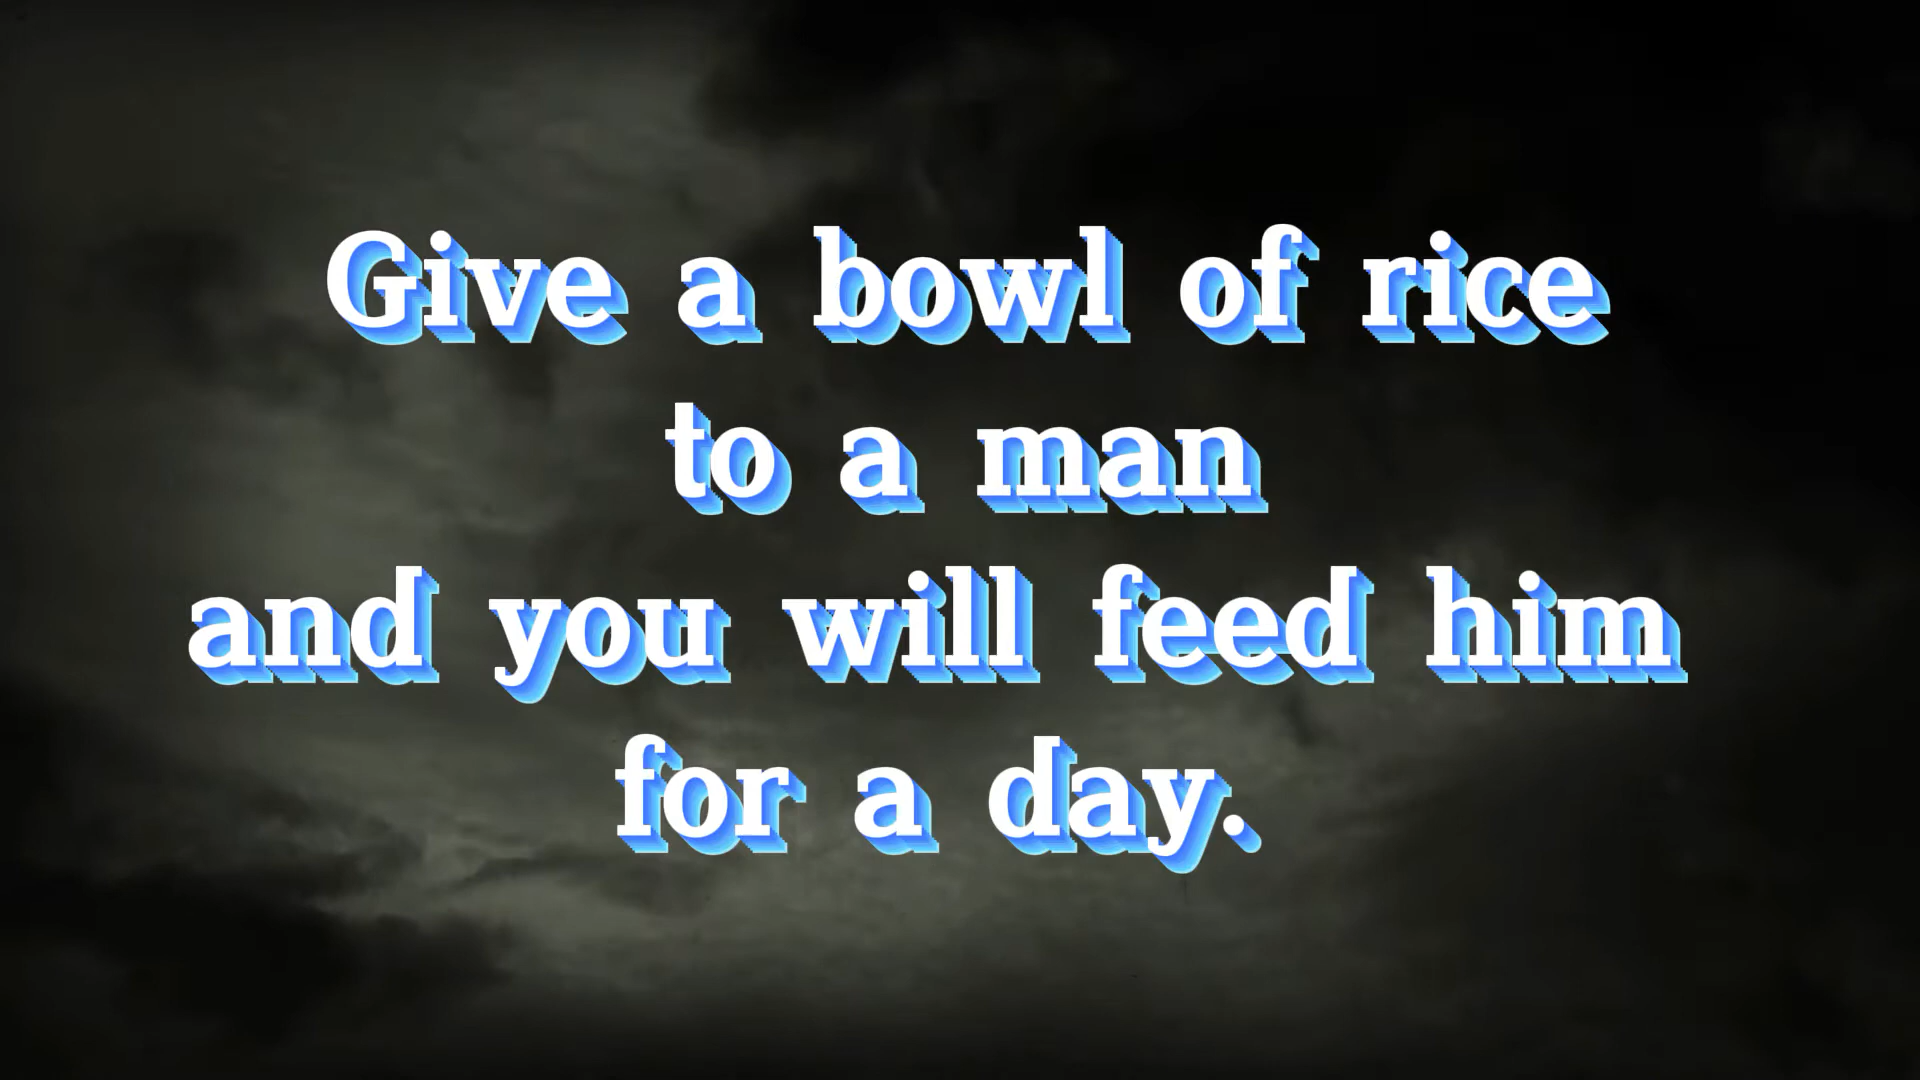 Give a bowl of rice
to a man
and you will feed him
for a day.